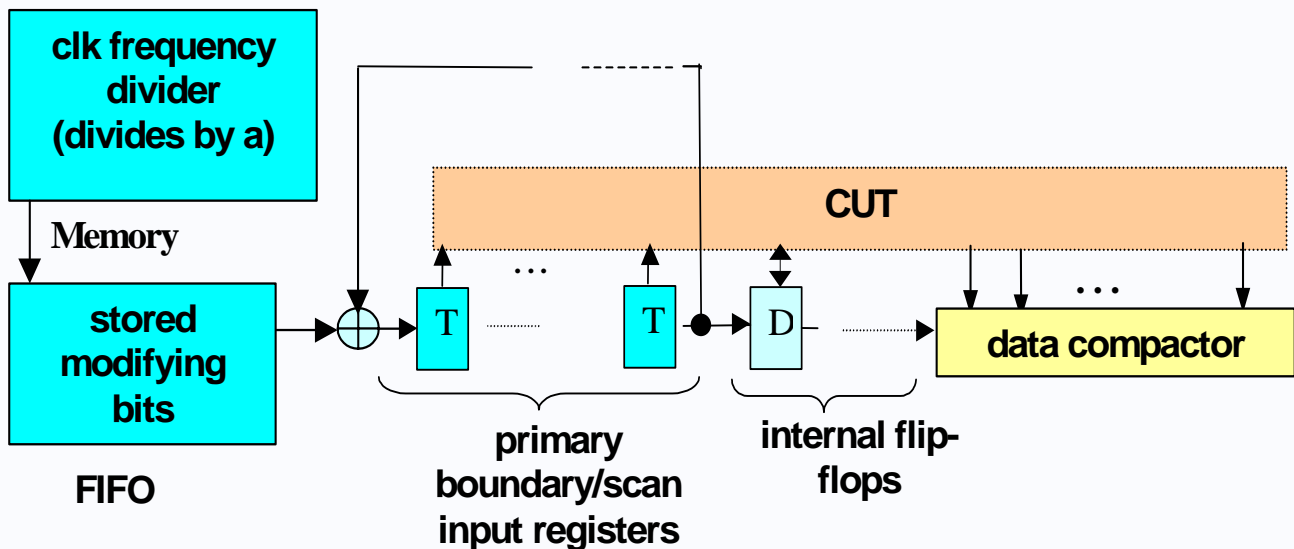 clk frequency
divider
(divides by a)
Memory
stored
modifying
bits
FIFO
CUT
...
T
T
D
...
data compactor
primary
boundary/scan
input registers
internal flip-
flops